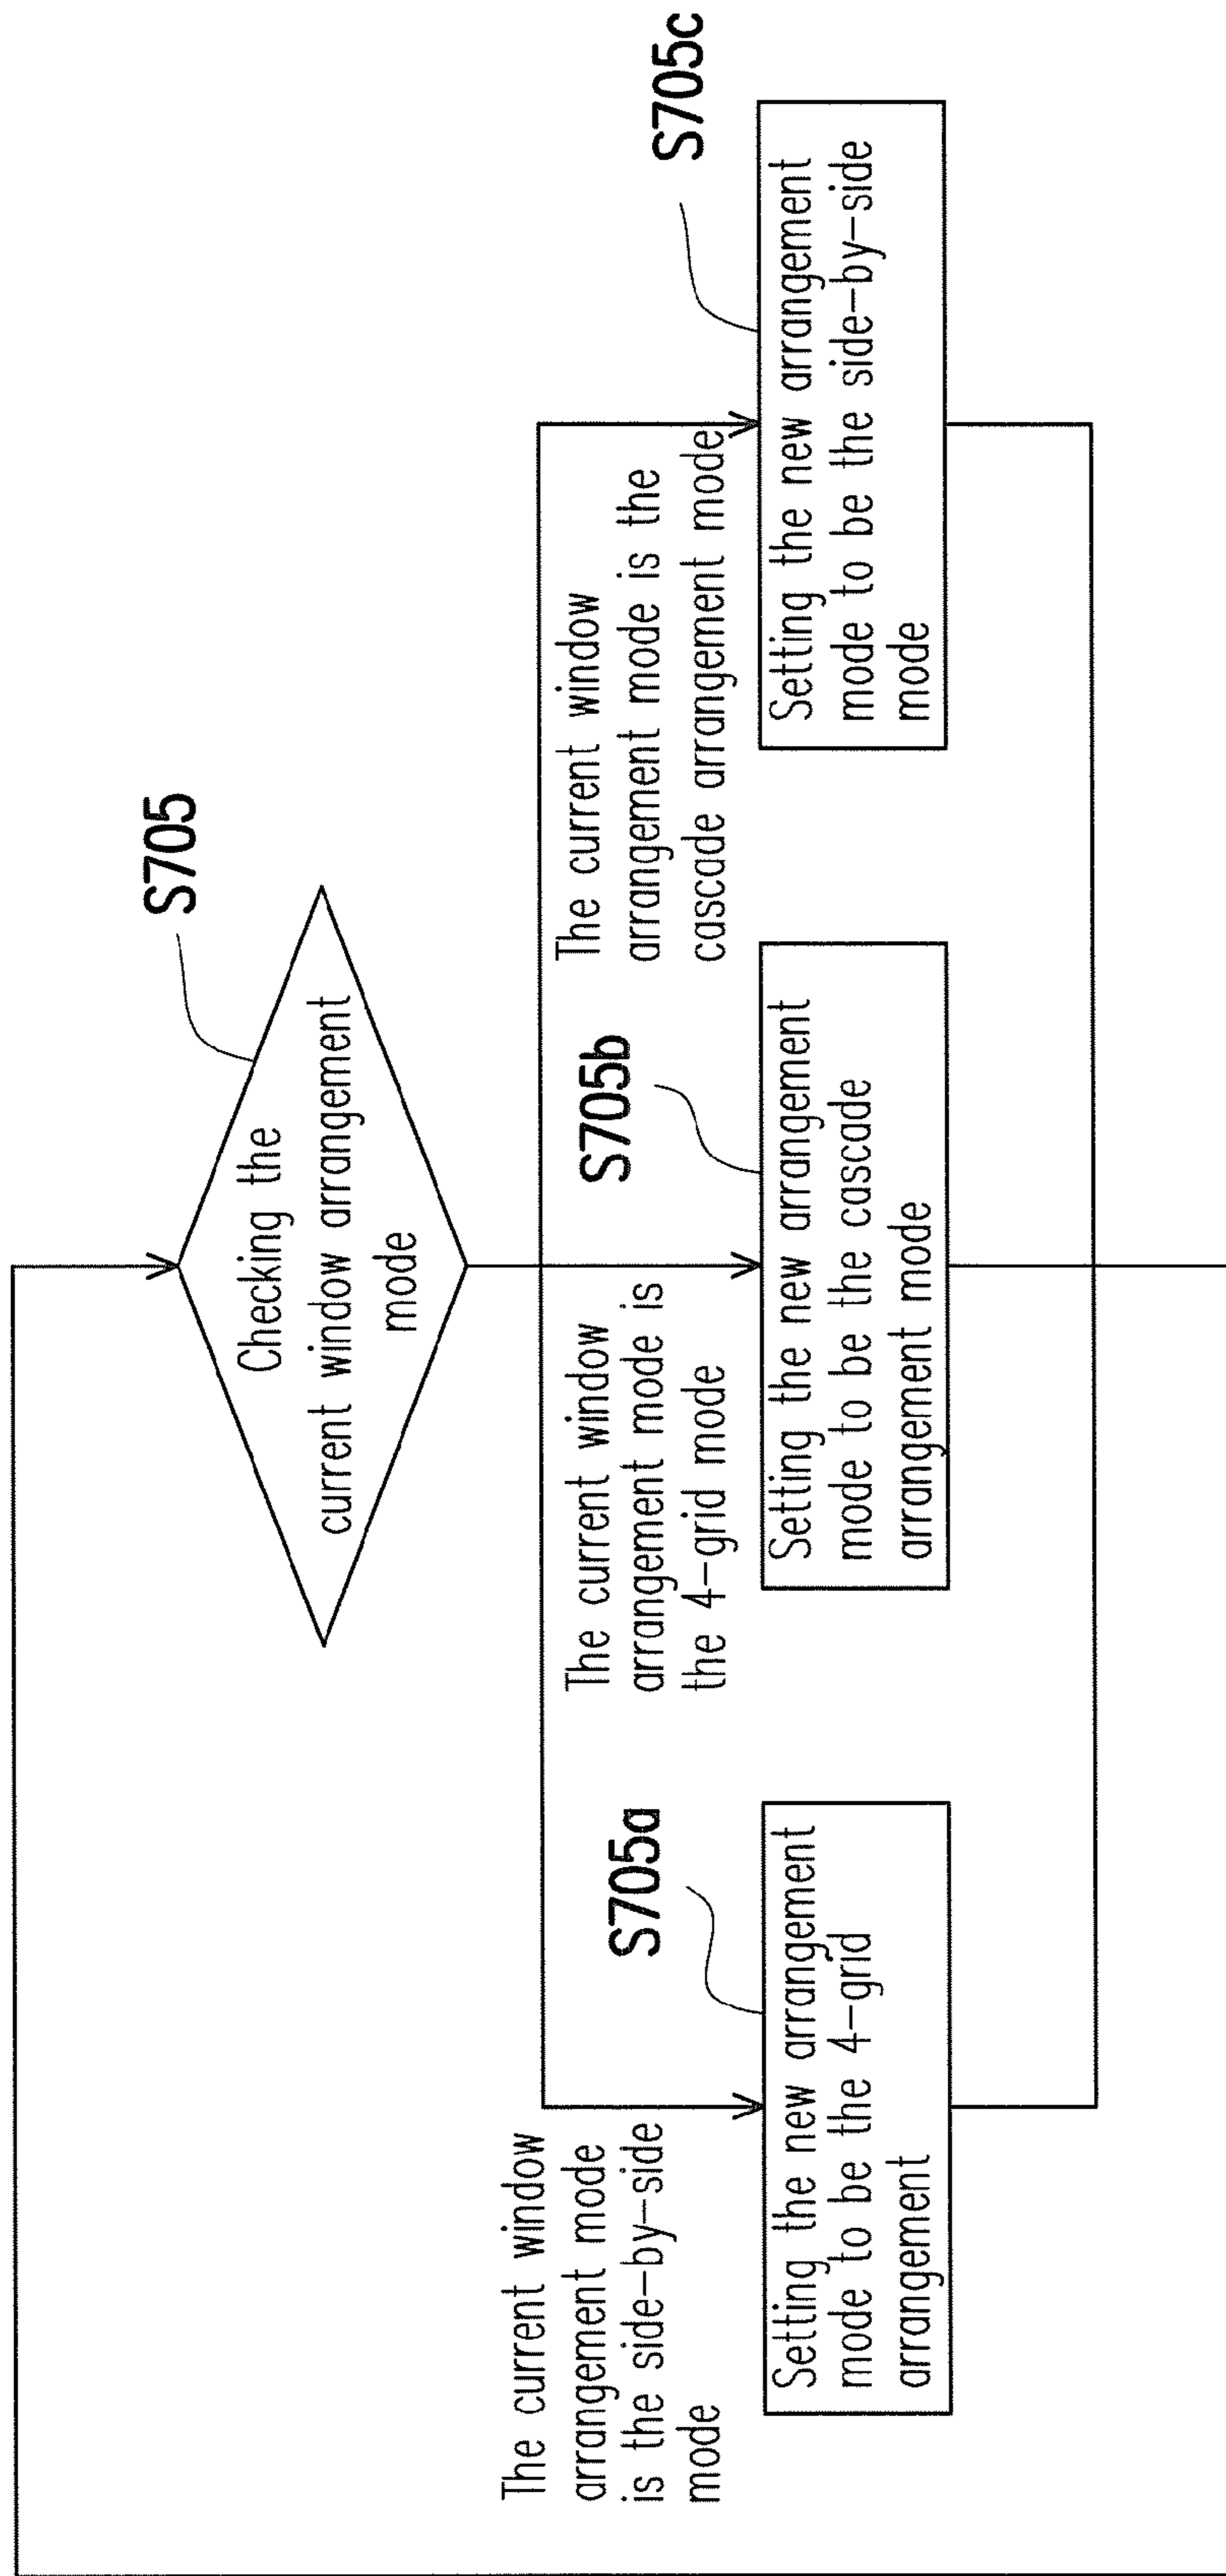 S705
Checking the
current window arrangement
mode
The current window
arrangement mode
is the side-by-side
mode
S705a
Setting the new arrangement
mode to be the 4-grid
arrangement
The current window
arrangement mode is
the 4-grid mode
S705b
Setting the new arrangement
mode to be the cascade
arrangement mode
The current window
arrangement mode is the
cascade arrangement mode
S705c
Setting the new arrangement
mode to be the side-by-side
mode